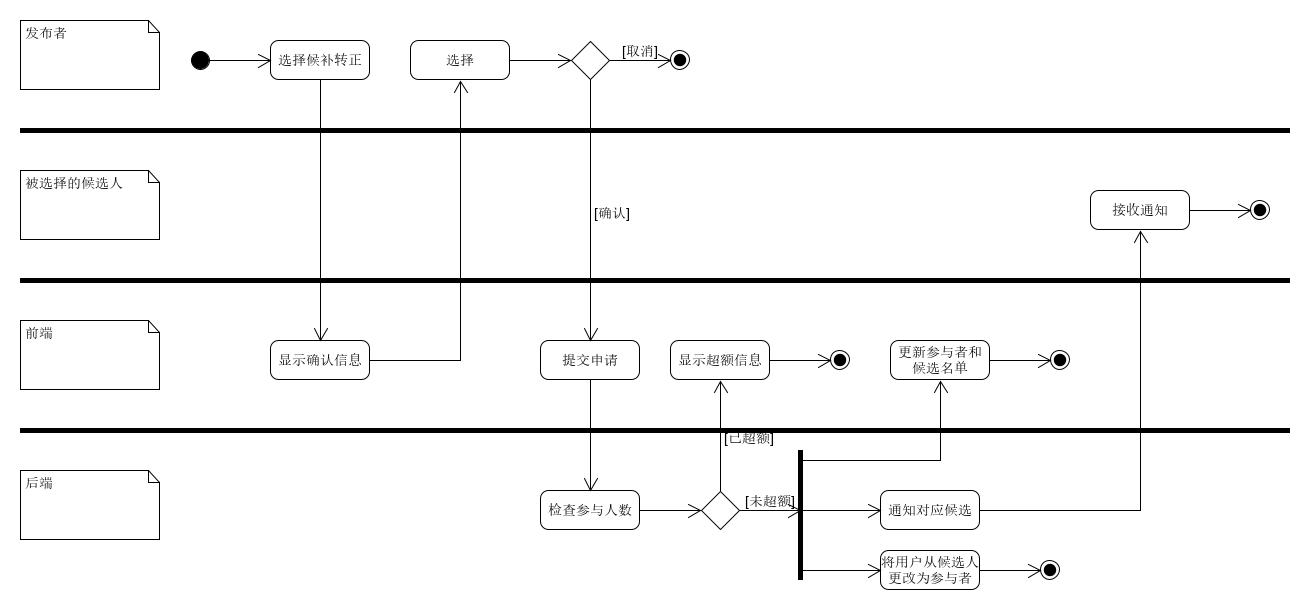 发布者
选择候补转正
选择
[取消]
被选择的候选人
[确认]
接收通知
前端
显示确认信息
提交申请
显示超额信息
更新参与者和
候选名单
[已超额]
后端
检查参与人数
[未超额]
通知对应候选
将用户从候选人
更改为参与者